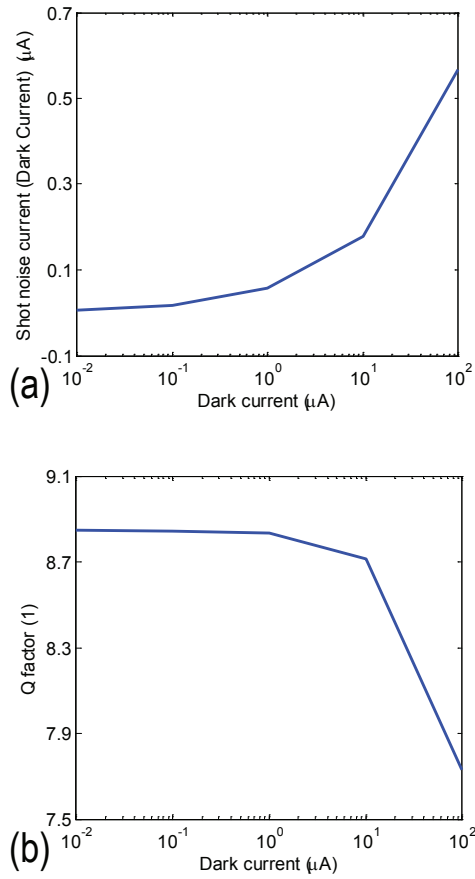 0.7
0.5
0.3
0.1
-0.1
Shot noise current (Dark Current) (μA)
10⁻² 10⁻¹ 10⁰ 10¹ 10²
Dark current (μA)
(a)
9.1
8.7
8.3
7.9
7.5
Q factor (1)
10⁻² 10⁻¹ 10⁰ 10¹ 10²
Dark current (μA)
(b)